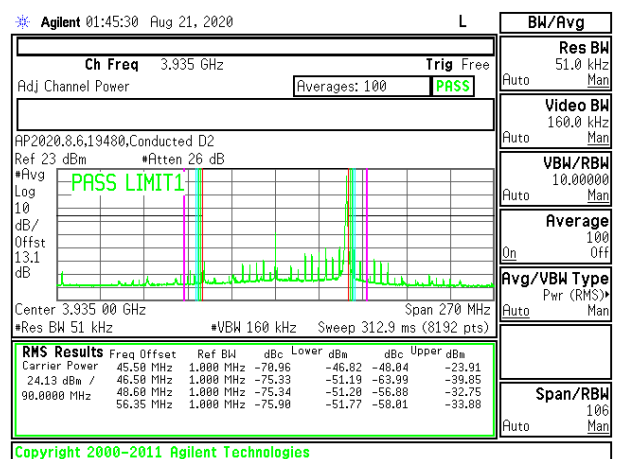 Agilent 01:45:30 Aug 21, 2020 L
BW/Avg
Ch Freq 3.935 GHz Trig Free
Adj Channel Power Averages: 100 PASS
Res BW
51.0 kHz
Auto Man
Video BW
160.0 kHz
Auto Man
AP2020.8.6,19480,Conducted D2
Ref 23 dBm #Atten 26 dB
#Avg
Log
10
dB/
Offst
13.1
dB
PASS LIMIT1
VBW/RBW
10.00000
Auto Man
Average
100
On Off
Avg/VBW Type
Pwr (RMS)▸
Auto Man
Center 3.935 00 GHz Span 270 MHz
#Res BW 51 kHz #VBW 160 kHz Sweep 312.9 ms (8192 pts)
RMS Results Freq Offset Ref BW dBc Lower dBm dBc Upper dBm
Carrier Power 45.50 MHz 1.000 MHz -70.96 -46.82 -48.04 -23.91
24.13 dBm / 46.50 MHz 1.000 MHz -75.33 -51.19 -63.99 -39.85
90.0000 MHz 48.60 MHz 1.000 MHz -75.34 -51.20 -56.88 -32.75
56.35 MHz 1.000 MHz -75.90 -51.77 -58.01 -33.88
Span/RBW
106
Auto Man
Copyright 2000-2011 Agilent Technologies